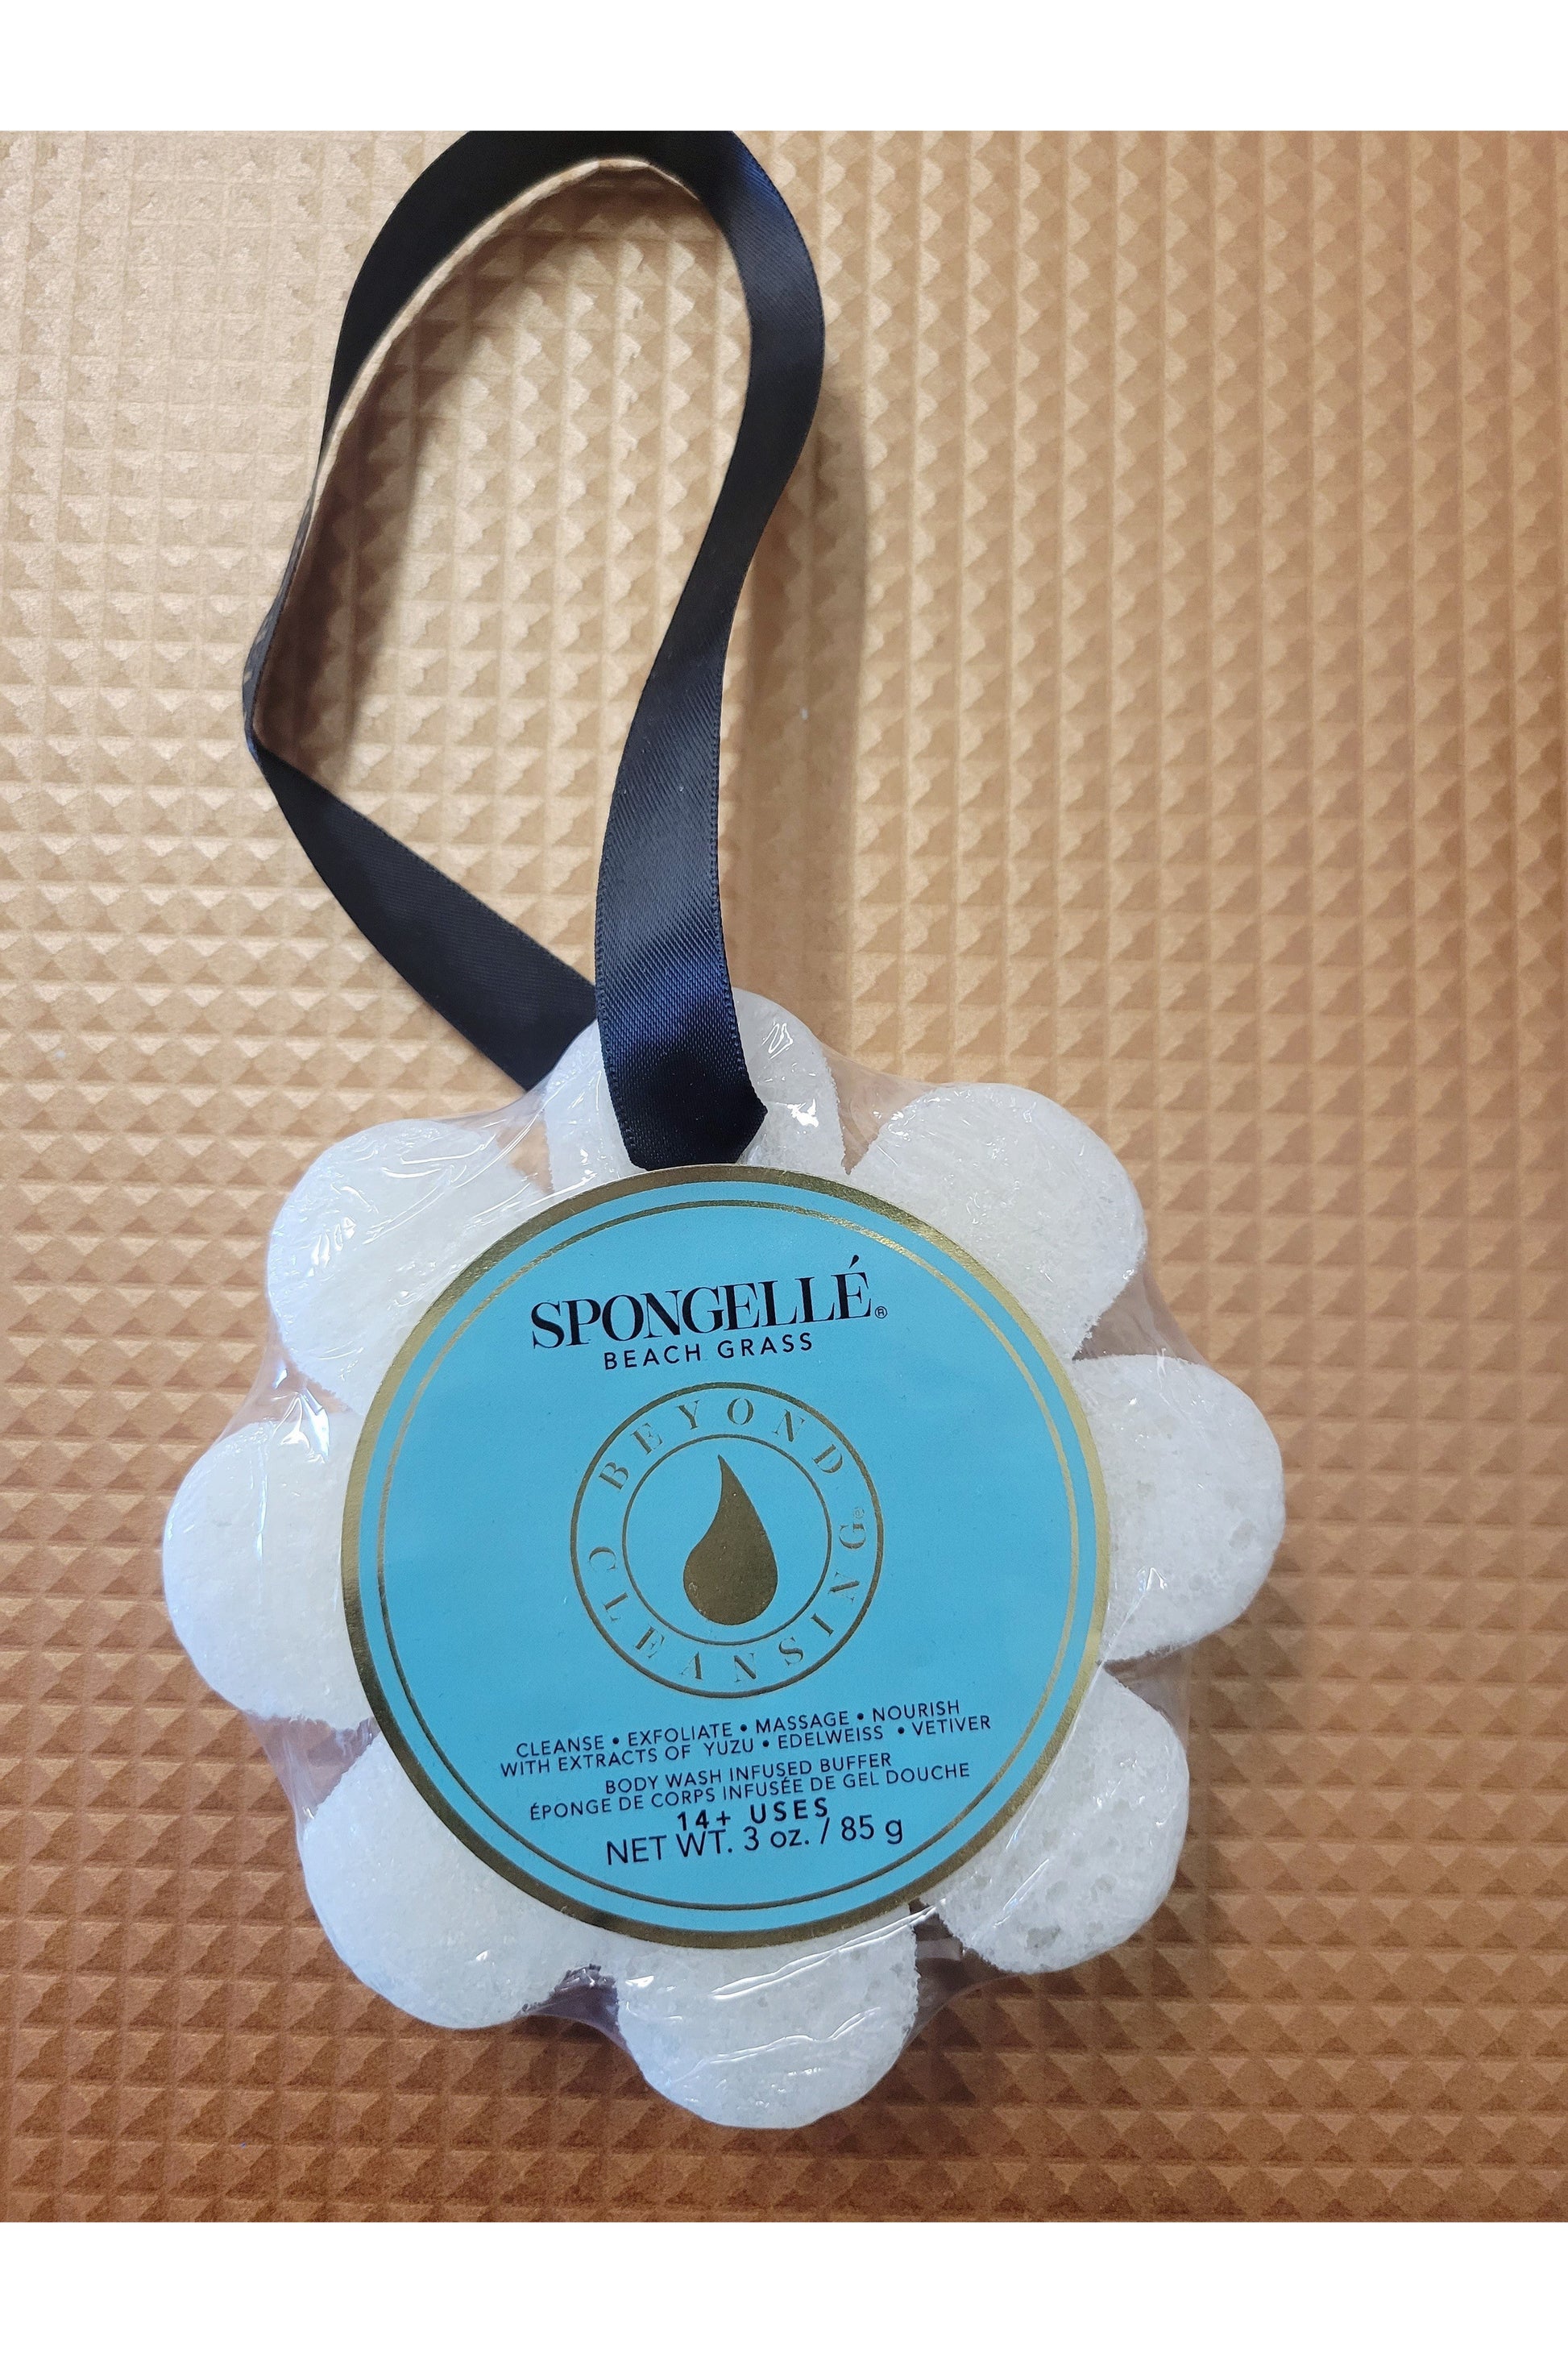 SPONGELLÉ®
BEACH GRASS
BEYOND
CLEANSING®
CLEANSE • EXFOLIATE • MASSAGE • NOURISH
WITH EXTRACTS OF YUZU • EDELWEISS • VETIVER
BODY WASH INFUSED BUFFER
ÉPONGE DE CORPS INFUSÉE DE GEL DOUCHE
14+ USES
NET WT. 3 oz. / 85 g